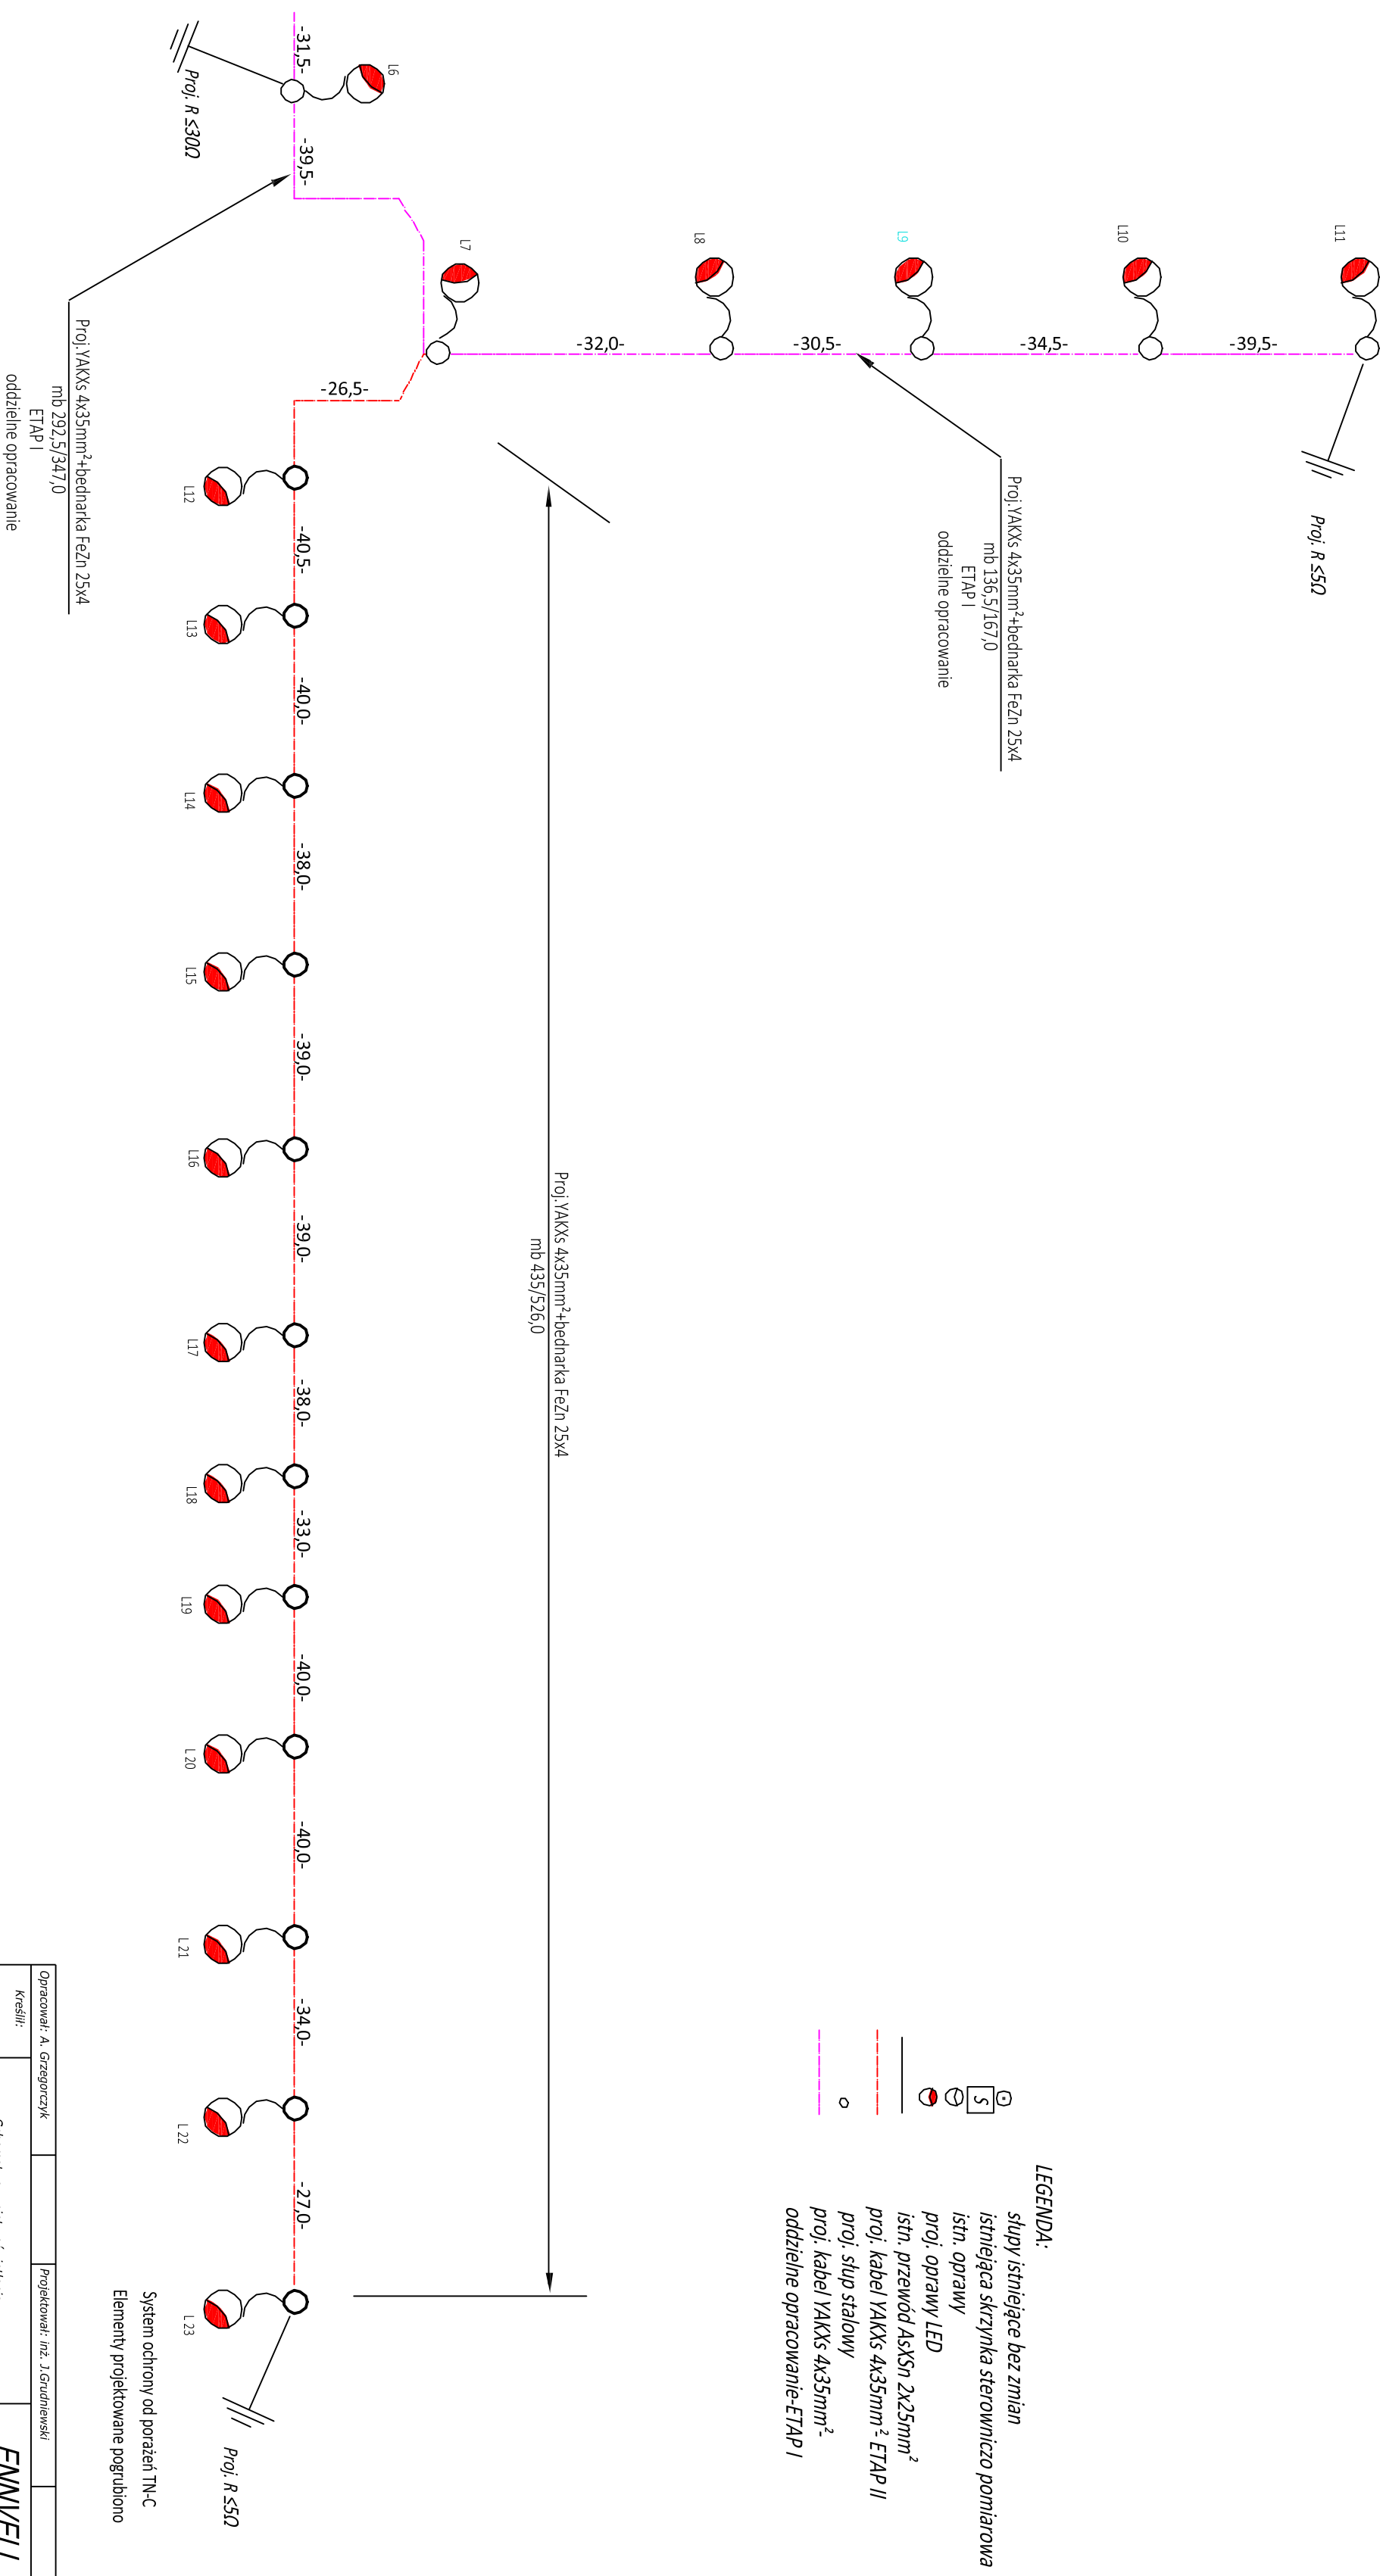 -31,5-
L6
Proj. R ≤30Ω
-39,5-
Proj.YAKXs 4x35mm²+bednarka FeZn 25x4
mb 292,5/347,0
ETAP I
oddzielne opracowanie
L7
-32,0-
L8
-30,5-
L9
-34,5-
L10
-39,5-
L11
Proj. R ≤5Ω
Proj.YAKXs 4x35mm²+bednarka FeZn 25x4
mb 136,5/167,0
ETAP I
oddzielne opracowanie
-26,5-
L12
-40,5-
L13
-40,0-
L14
-38,0-
L15
-39,0-
L16
-39,0-
L17
-38,0-
L18
-33,0-
L19
-40,0-
L 20
-40,0-
L 21
-34,0-
L 22
-27,0-
L 23
Proj. R ≤5Ω
Proj.YAKXs 4x35mm²+bednarka FeZn 25x4
mb 435/526,0
LEGENDA:
słupy istniejące bez zmian
S istniejąca skrzynka sterowniczo pomiarowa
istn. oprawy
proj. oprawy LED
istn. przewód AsXSn 2x25mm²
proj. kabel YAKXs 4x35mm²- ETAP II
proj. słup stalowy
proj. kabel YAKXs 4x35mm²-
oddzielne opracowanie-ETAP I
System ochrony od porażeń TN-C
Elementy projektowane pogrubiono
Opracował: A. Grzegorczyk
Projektował: inż. J.Grudniewski
Kreślił: